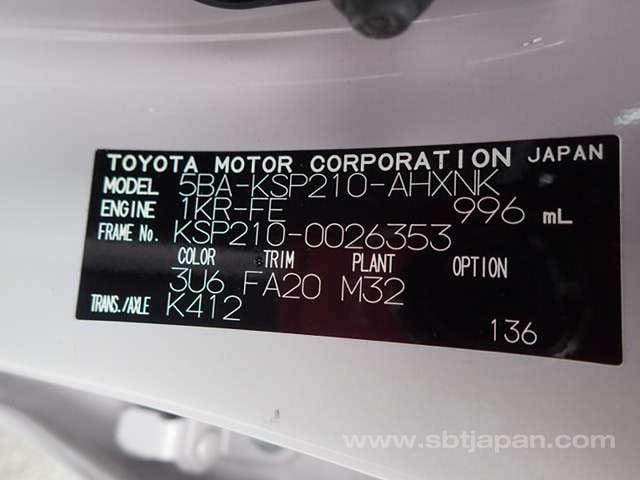 TOYOTA MOTOR CORPORATION JAPAN
MODEL 5BA-KSP210-AHXNK
ENGINE 1KR-FE 996 mL
FRAME No. KSP210-0026353
COLOR TRIM PLANT OPTION
3U6 FA20 M32
TRANS./AXLE K412
136
www.sbtjapan.com